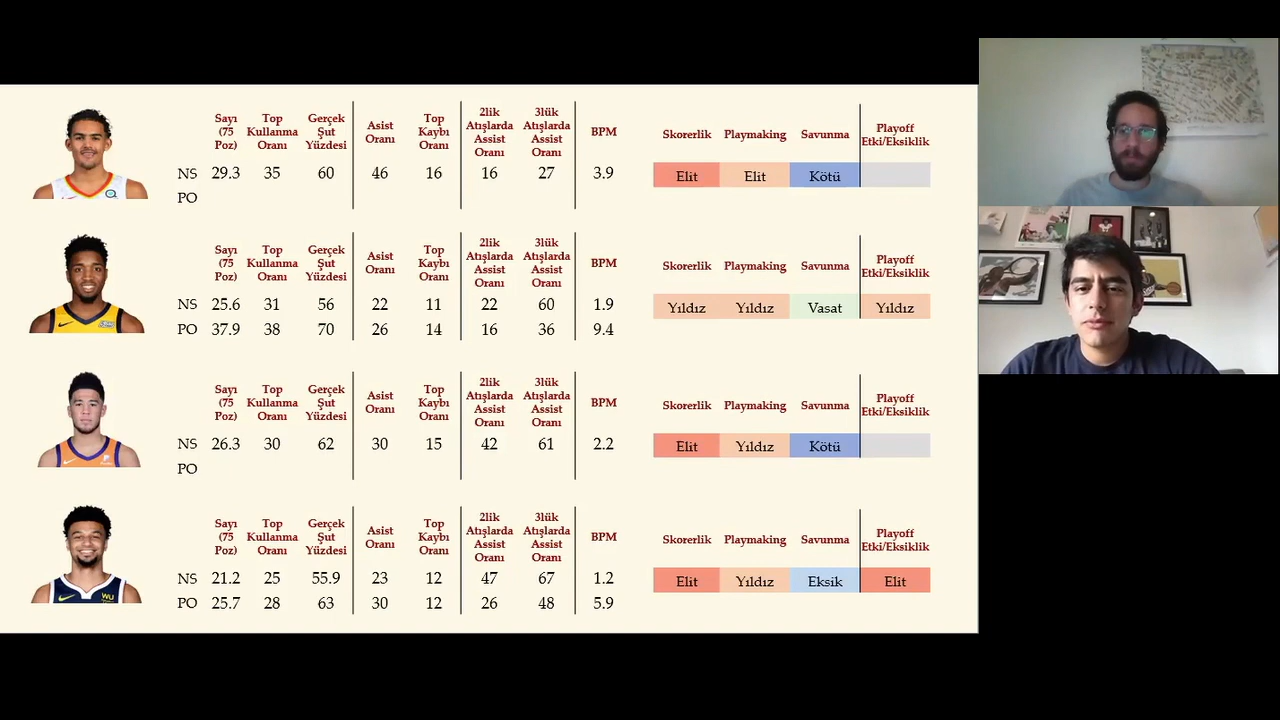 Sayı (75 Poz) Top Kullanma Oranı Gerçek Şut Yüzdesi Asist Oranı Top Kaybı Oranı 2lik Atışlarda Assist Oranı 3lük Atışlarda Assist Oranı BPM Skorerlik Playmaking Savunma Playoff Etki/Eksiklik
NS 29.3 35 60 46 16 16 27 3.9 Elit Elit Kötü
PO
Sayı (75 Poz) Top Kullanma Oranı Gerçek Şut Yüzdesi Asist Oranı Top Kaybı Oranı 2lik Atışlarda Assist Oranı 3lük Atışlarda Assist Oranı BPM Skorerlik Playmaking Savunma Playoff Etki/Eksiklik
NS 25.6 31 56 22 11 22 60 1.9 Yıldız Yıldız Vasat Yıldız
PO 37.9 38 70 26 14 16 36 9.4
Sayı (75 Poz) Top Kullanma Oranı Gerçek Şut Yüzdesi Asist Oranı Top Kaybı Oranı 2lik Atışlarda Assist Oranı 3lük Atışlarda Assist Oranı BPM Skorerlik Playmaking Savunma Playoff Etki/Eksiklik
NS 26.3 30 62 30 15 42 61 2.2 Elit Yıldız Kötü
PO
Sayı (75 Poz) Top Kullanma Oranı Gerçek Şut Yüzdesi Asist Oranı Top Kaybı Oranı 2lik Atışlarda Assist Oranı 3lük Atışlarda Assist Oranı BPM Skorerlik Playmaking Savunma Playoff Etki/Eksiklik
NS 21.2 25 55.9 23 12 47 67 1.2 Elit Yıldız Eksik Elit
PO 25.7 28 63 30 12 26 48 5.9
WU